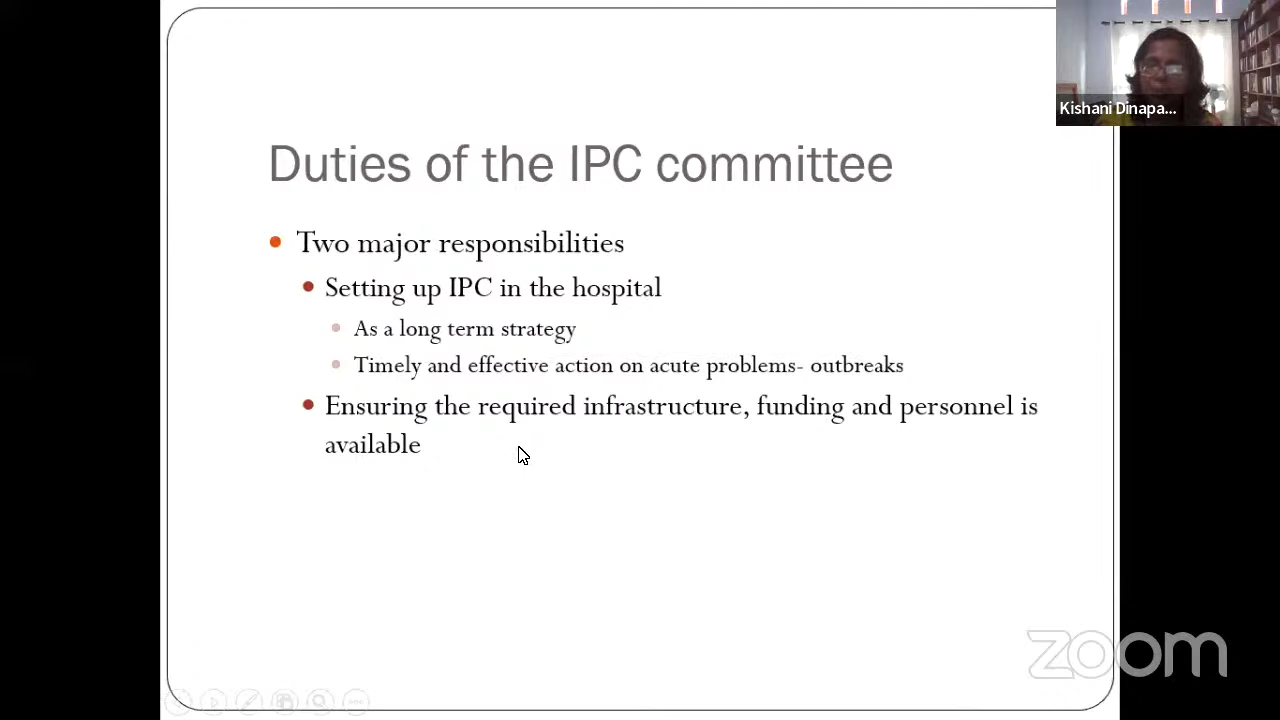 Kishani Dinapa...
Duties of the IPC committee
Two major responsibilities
Setting up IPC in the hospital
As a long term strategy
Timely and effective action on acute problems- outbreaks
Ensuring the required infrastructure, funding and personnel is
available
zoom